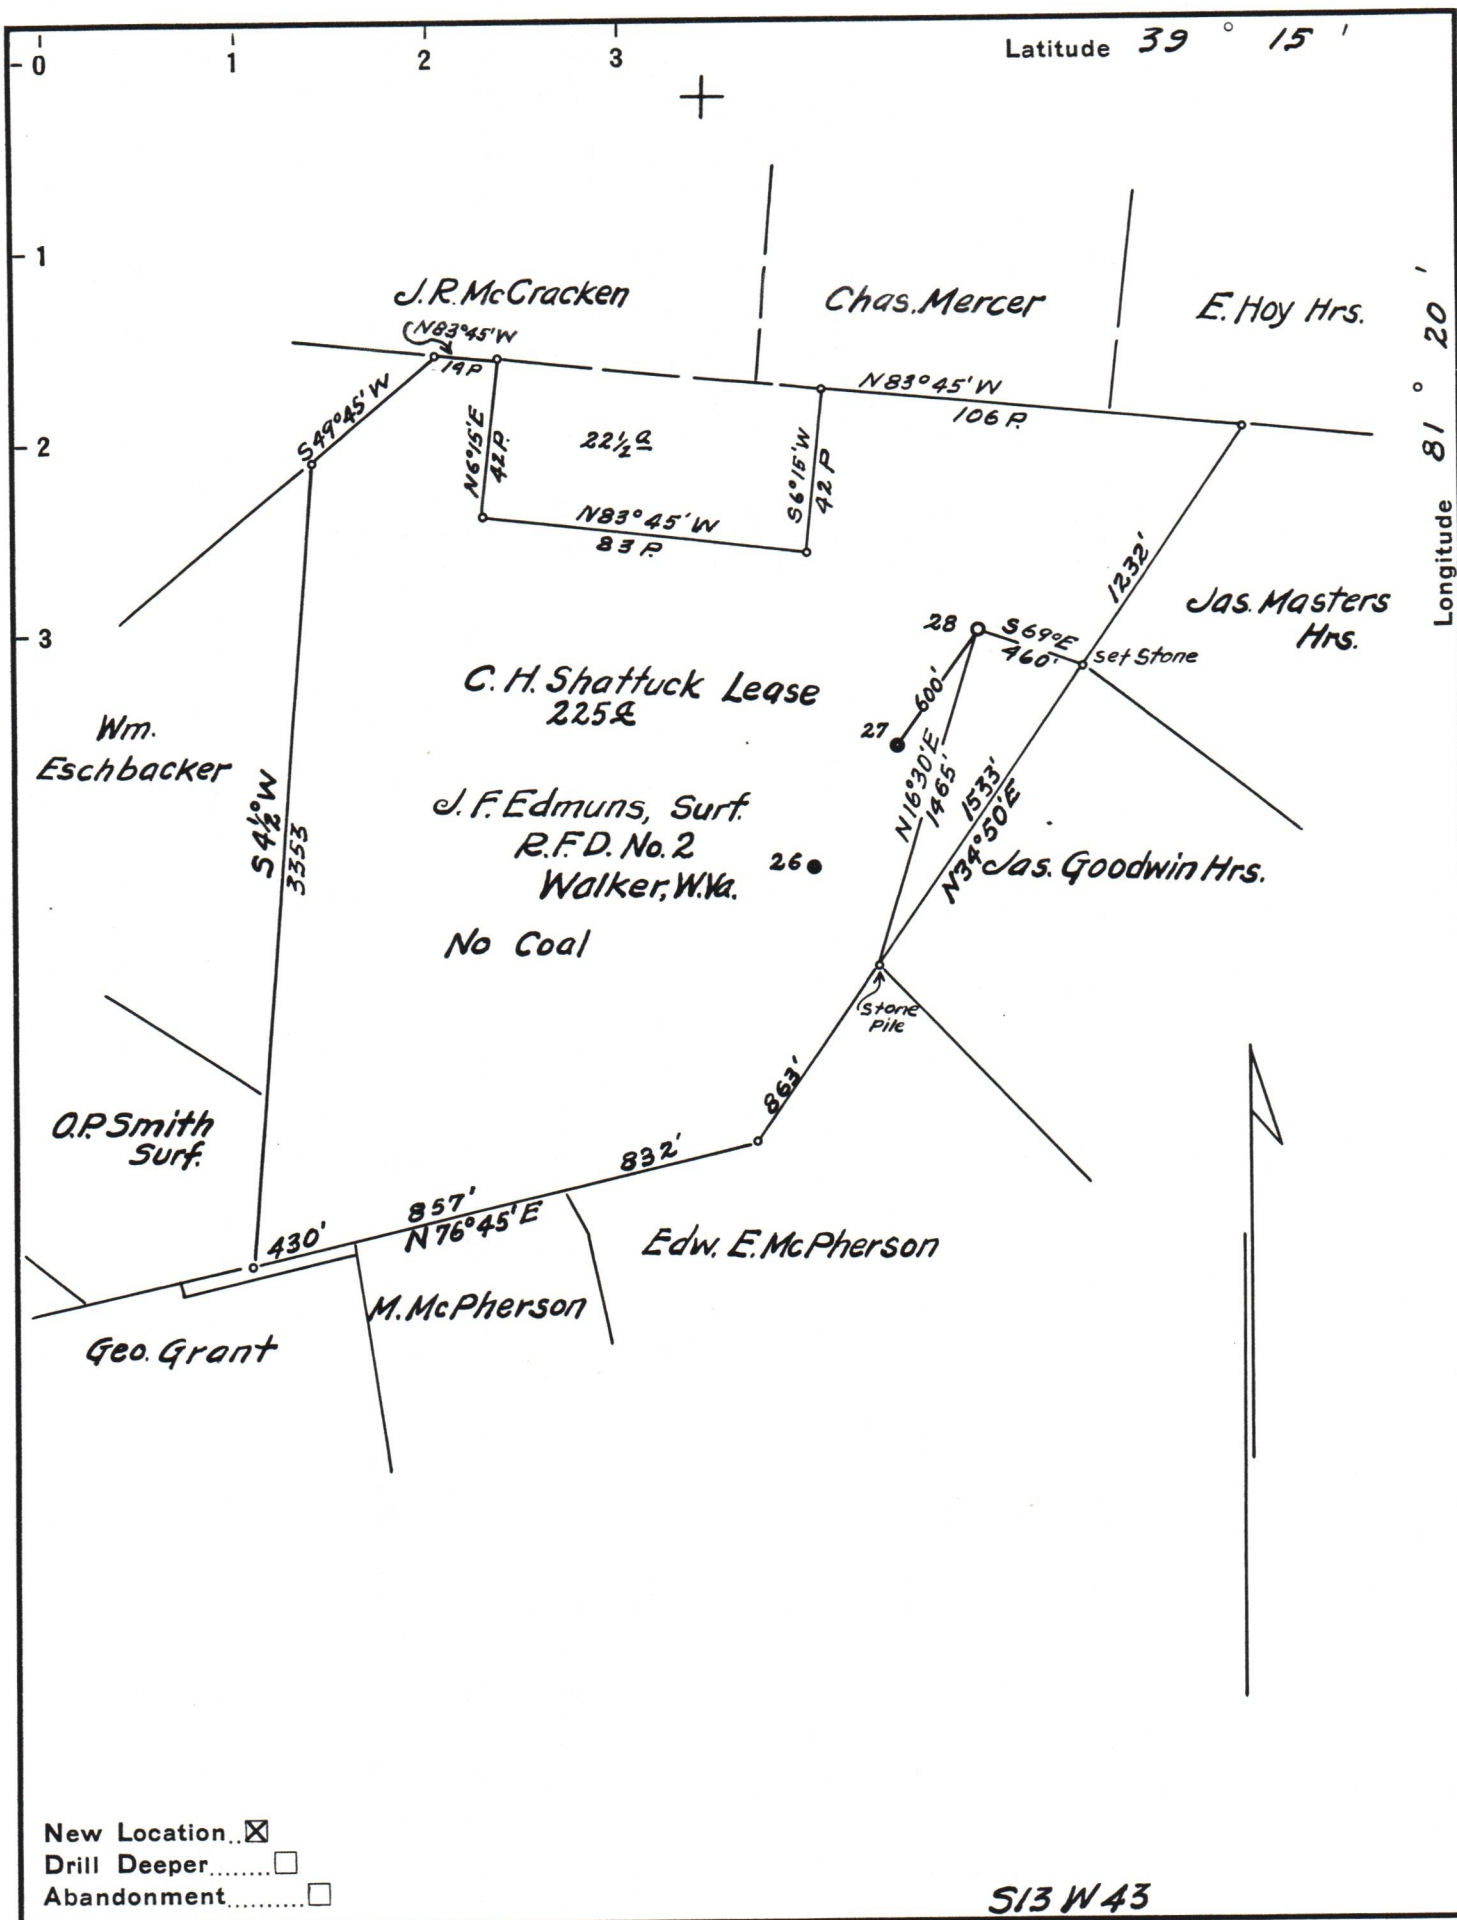 Latitude 39 ° 15 '
0 1 2 3
1
2
3
Longitude 81 ° 20 '
J.R. McCracken
Chas. Mercer
E. Hoy Hrs.
N83°45'W
19P
N83°45'W
106 P.
S49°45'W
N6°15'E
42P.
22½ a
S6°15'W
42 P
N83°45'W
83 P.
1232'
Jas. Masters
Hrs.
28
S69°E
460'
set Stone
C. H. Shattuck Lease
225
600'
27
Wm.
Eschbacker
N16°30'E
1465'
1533'
N34°50'E
S4½°W
3353
J. F. Edmuns, Surf.
R.F.D. No. 2
Walker, W.Va.
26
Jas. Goodwin Hrs.
No Coal
Stone
Pile
863'
O.P. Smith
Surf.
832'
857'
N76°45'E
430'
Edw. E. McPherson
M. McPherson
Geo. Grant
New Location..☒
Drill Deeper.......☐
Abandonment.........☐
S13 W43